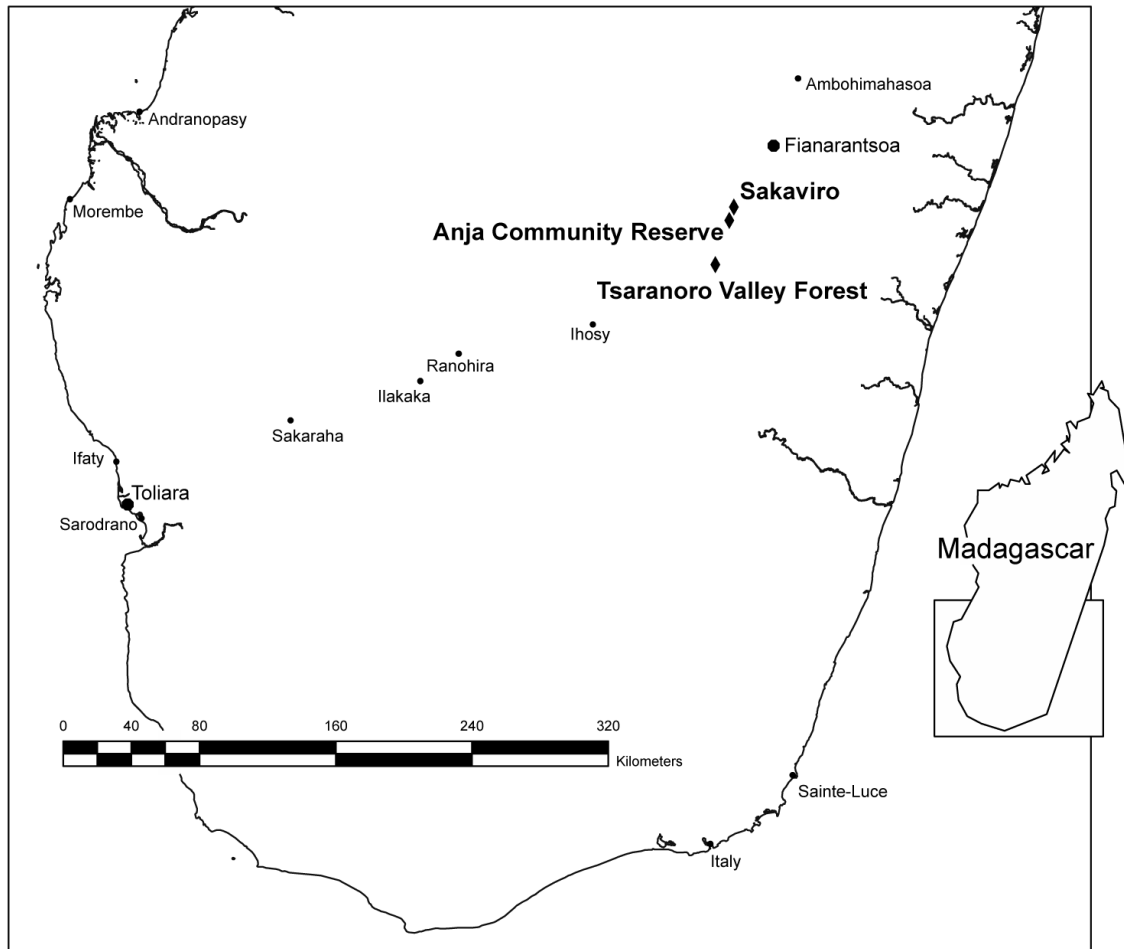 Ambohimahasoa
Andranopasy
Fianarantsoa
Sakaviro
Morembe
Anja Community Reserve
Tsaranoro Valley Forest
Ihosy
Ranohira
Ilakaka
Sakaraha
Ifaty
Toliara
Sarodrano
Madagascar
0 40 80 160 240 320
Kilometers
Sainte-Luce
Italy